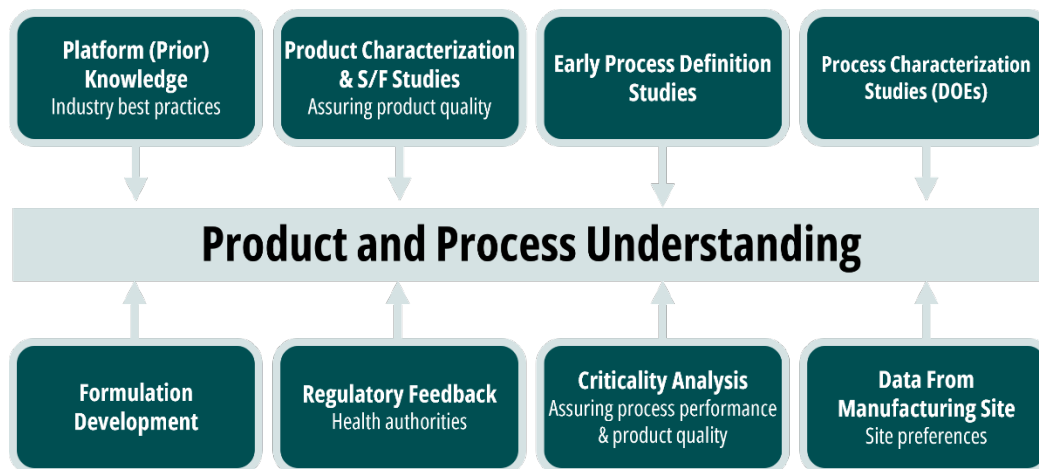 Platform (Prior)
Knowledge
Industry best practices
Product Characterization
& S/F Studies
Assuring product quality
Early Process Definition
Studies
Process Characterization
Studies (DOEs)
Product and Process Understanding
Formulation
Development
Regulatory Feedback
Health authorities
Criticality Analysis
Assuring process performance
& product quality
Data From
Manufacturing Site
Site preferences